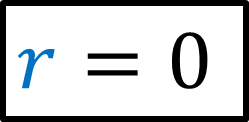 r = 0